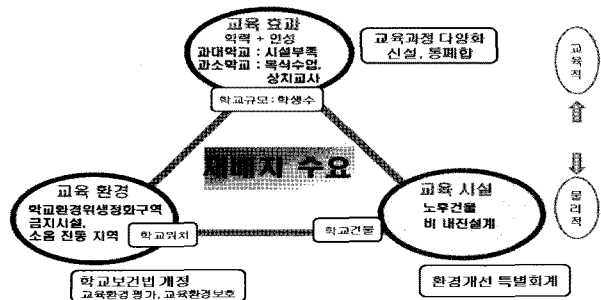 교육 효과
학력 + 인성
과대학교 : 시설부족
과소학교 : 복식수업,
상치교사
학교규모 : 학생수
교육과정 다양화
신설, 통폐합
교육적
재배치 수요
교육 환경
학교환경위생정화구역
금지시설,
소음 진동 지역
학교위치
학교보건법 개정
교육환경 평가, 교육환경보호
교육 시설
노후건물
비 내진설계
학교건물
환경개선 특별회계
물리적